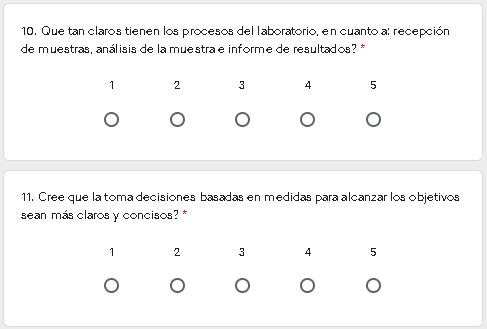 10. Que tan claros tienen los procesos del laboratorio, en cuanto a: recepción
de muestras, análisis de la muestra e informe de resultados? *
1 2 3 4 5
11. Cree que la toma decisiones basadas en medidas para alcanzar los objetivos
sean más claros y concisos? *
1 2 3 4 5